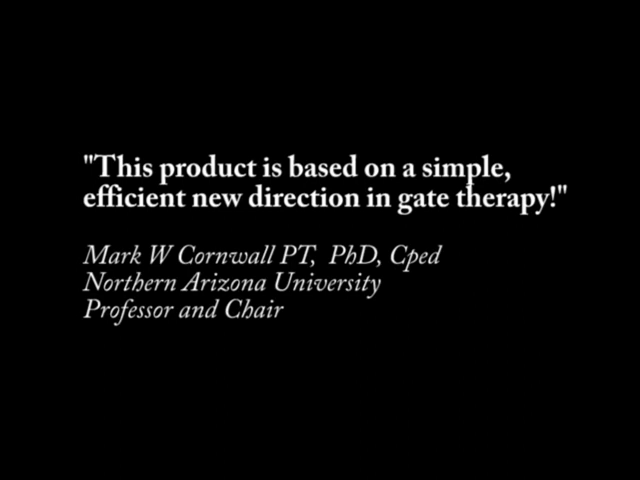 "This product is based on a simple,
efficient new direction in gate therapy!"
Mark W Cornwall PT, PhD, Cped
Northern Arizona University
Professor and Chair